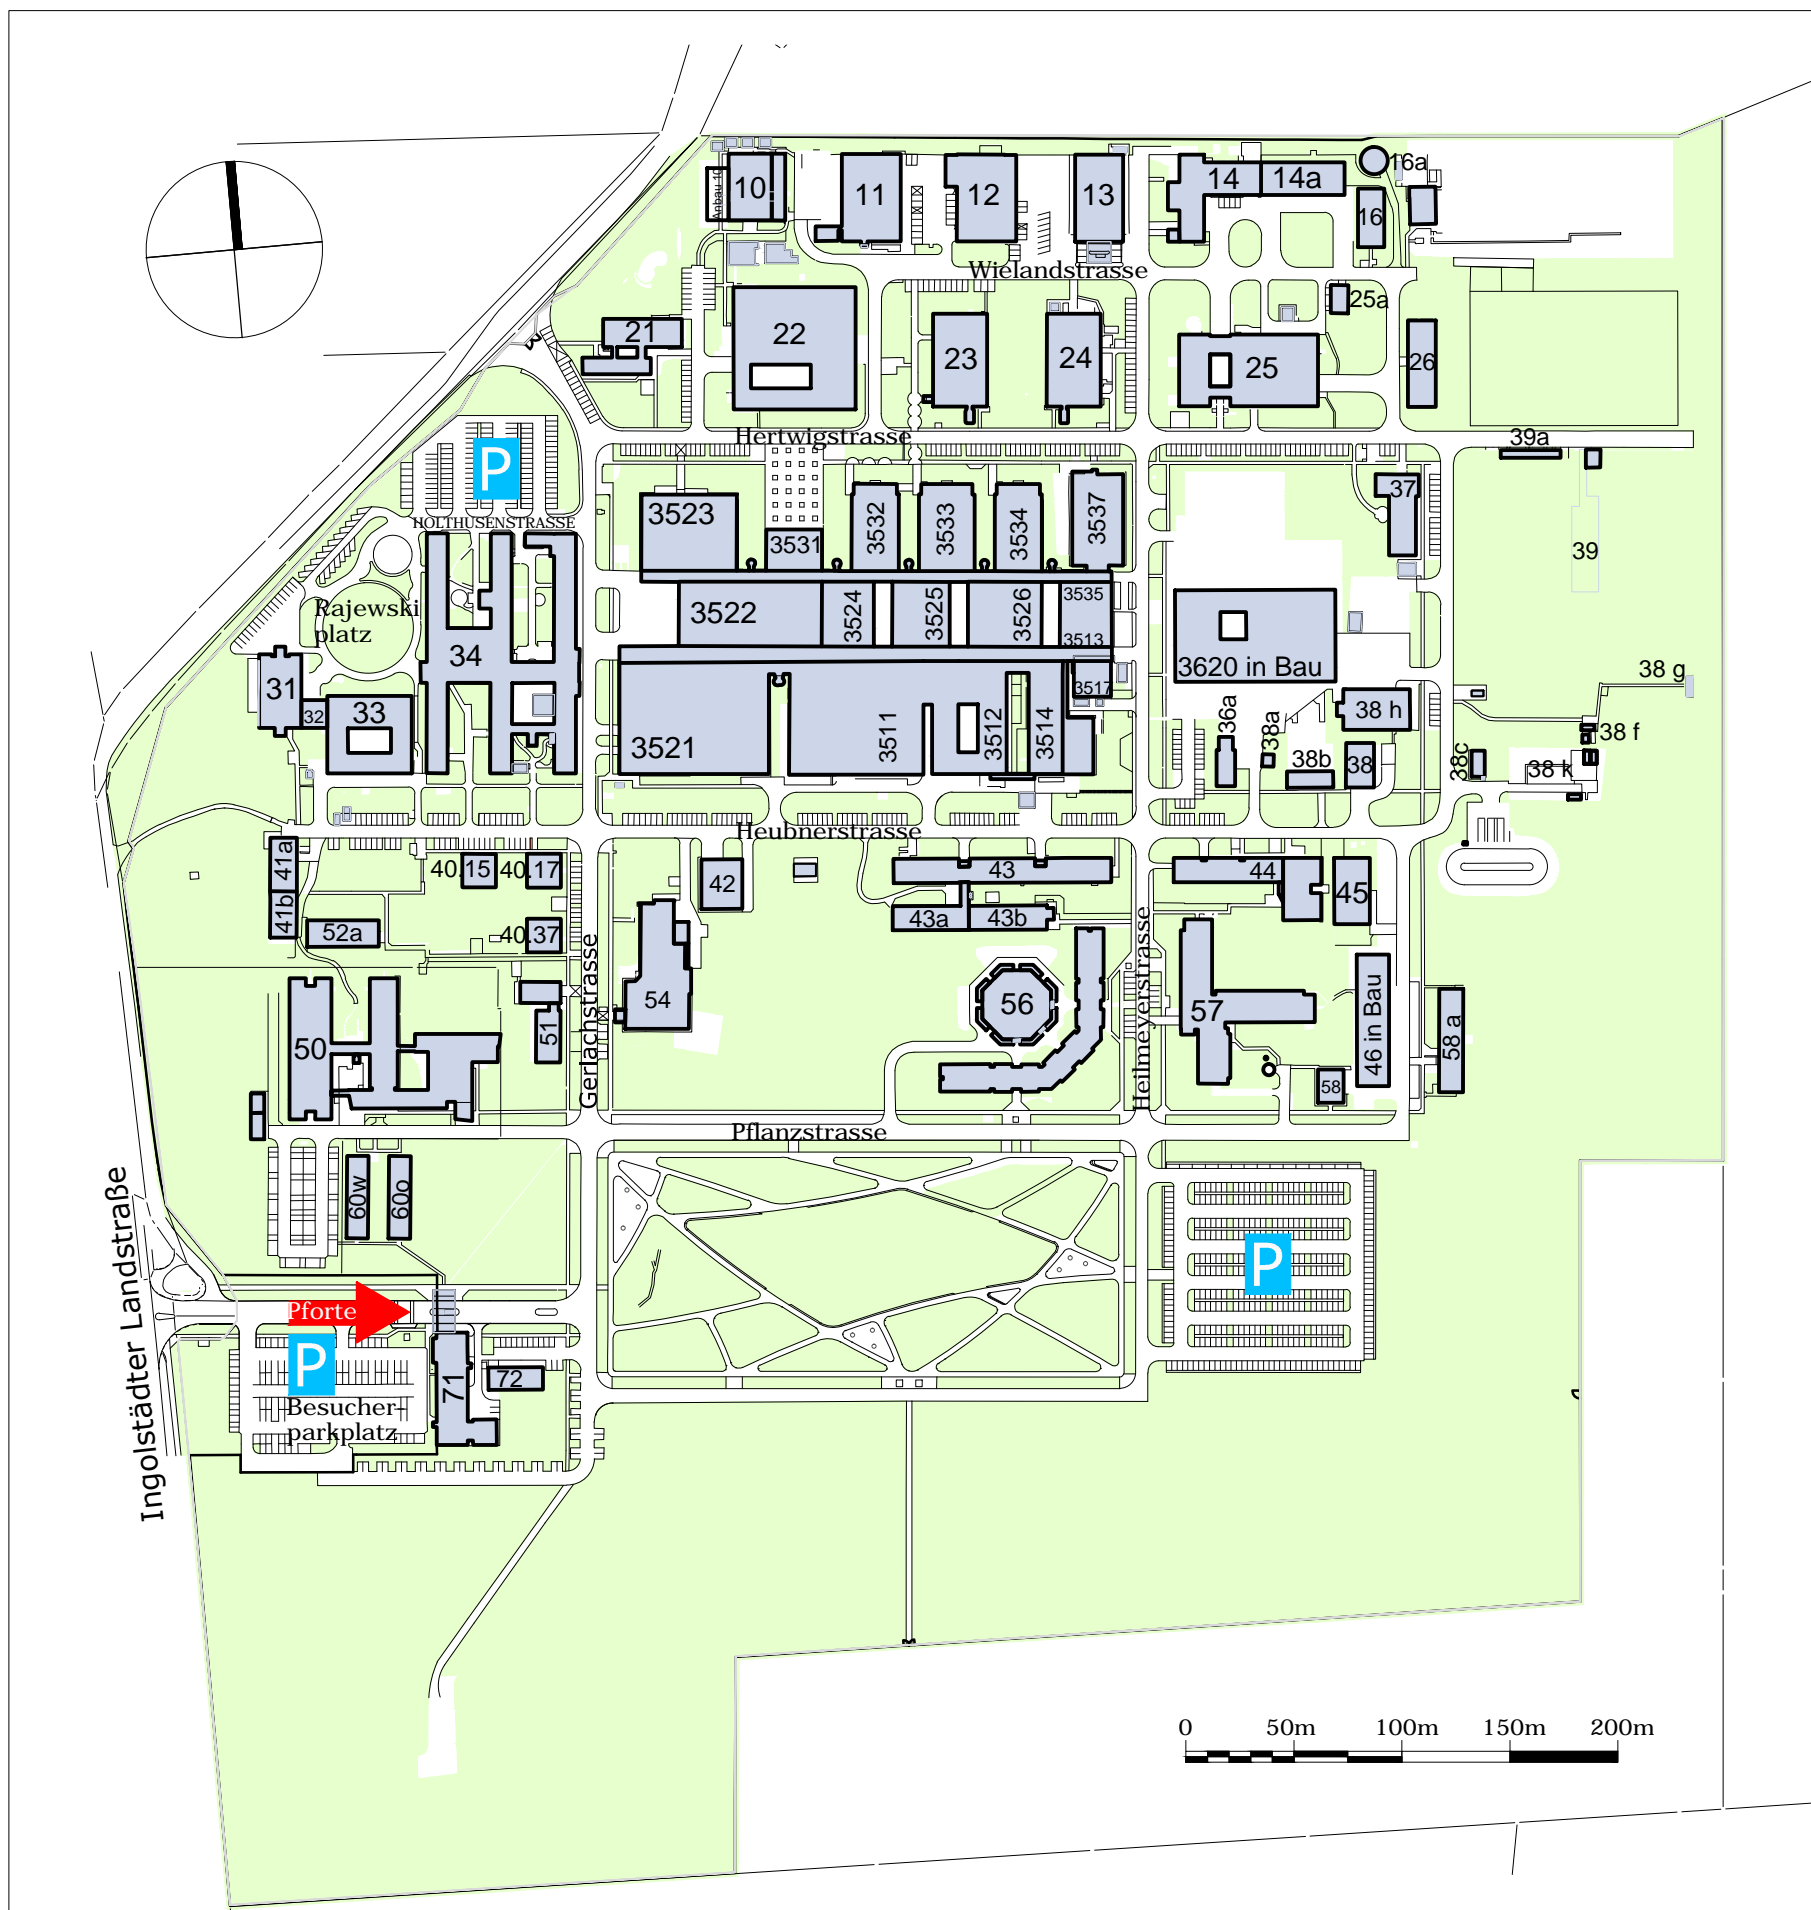 16a
Anbau 10
10
11
12
13
14
14a
16
Wielandstrasse
25a
21
22
23
24
25
26
Hertwigstrasse
39a
P
37
3523
3532
3533
3534
3537
HOLTHUSENSTRASSE
3531
39
Rajewski
platz
3522
3524
3525
3526
3535
3513
34
3620 in Bau
38 g
31
32
33
3517
38 h
3521
3511
3512
3514
36a
38a
38b
38
38c
38 f
38 k
Heubnerstrasse
41a
40.15
40.17
42
43
44
45
41b
52a
40.37
43a
43b
Gerlachstrasse
Heilmeyerstrasse
50
51
54
56
57
46 in Bau
58 a
58
Pflanzstrasse
60w
60o
Ingolstädter Landstraße
P
Pforte
P
71
72
Besucher-
parkplatz
0 50m 100m 150m 200m